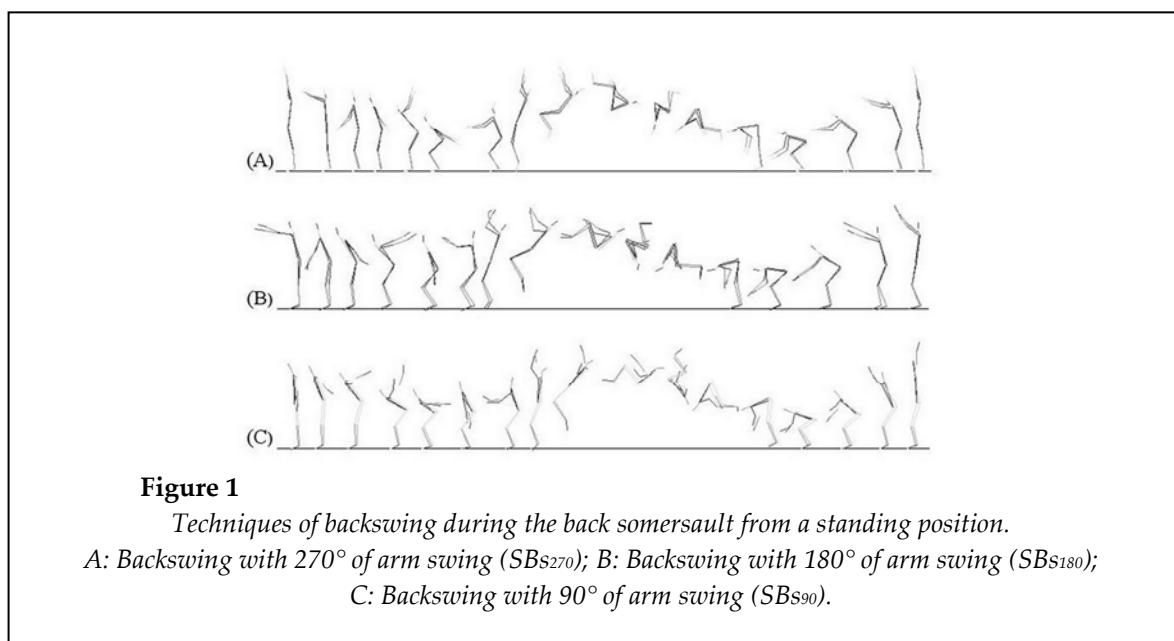 (A)
(B)
(C)
Figure 1
Techniques of backswing during the back somersault from a standing position.
A: Backswing with 270° of arm swing (SBs270); B: Backswing with 180° of arm swing (SBs180);
C: Backswing with 90° of arm swing (SBs90).